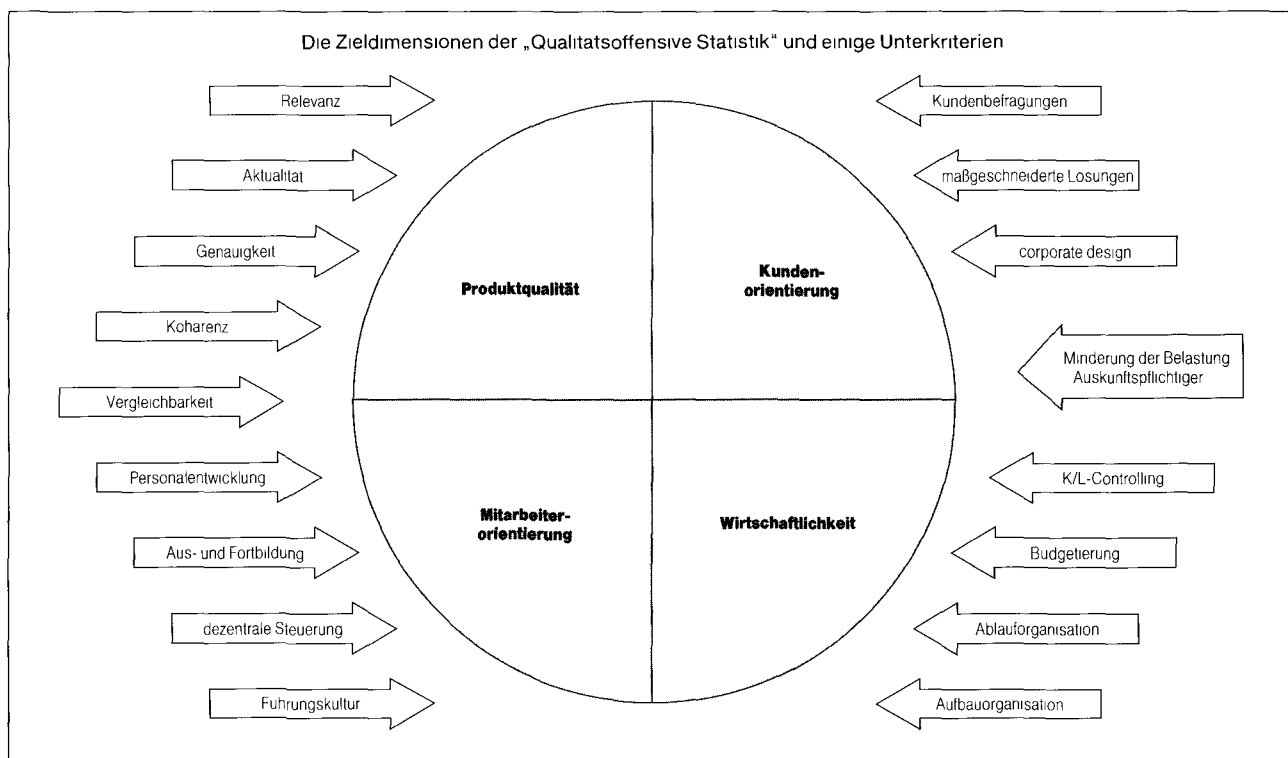 Die Zieldimensionen der „Qualitatsoffensive Statistik“ und einige Unterkriterien
Relevanz
Aktualitat
Genauigkeit
Koharenz
Vergleichbarkeit
Personalentwicklung
Aus- und Fortbildung
dezentrale Steuerung
Fuhrungskultur
Produktqualität
Kunden-
orientierung
Mitarbeiter-
orientierung
Wirtschaftlichkeit
Kundenbefragungen
maßgeschneiderte Losungen
corporate design
Minderung der Belastung
Auskunftspflichtiger
K/L-Controlling
Budgetierung
Ablauforganisation
Aufbauorganisation